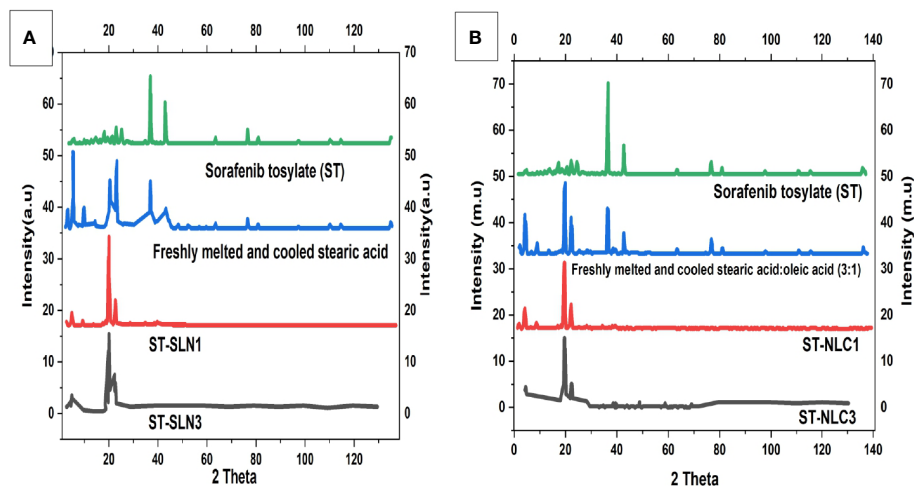 A
0 20 40 60 80 100 120
70
60
50
40
30
20
10
0
Intensity(a.u)
Sorafenib tosylate (ST)
Freshly melted and cooled stearic acid
ST-SLN1
ST-SLN3
70
60
50
40
30
20
10
0
Intensity(a.u)
0 20 40 60 80 100 120
2 Theta
B
0 20 40 60 80 100 120 140
70
60
50
40
30
20
10
0
Intensity (m.u)
Sorafenib tosylate (ST)
Freshly melted and cooled stearic acid:oleic acid (3:1)
ST-NLC1
ST-NLC3
70
60
50
40
30
20
10
0
Intensity (m.u)
0 20 40 60 80 100 120 140
2 Theta